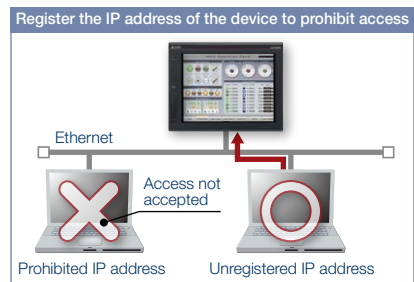 Register the IP address of the device to prohibit access
Ethernet
Access not
accepted
Prohibited IP address
Unregistered IP address